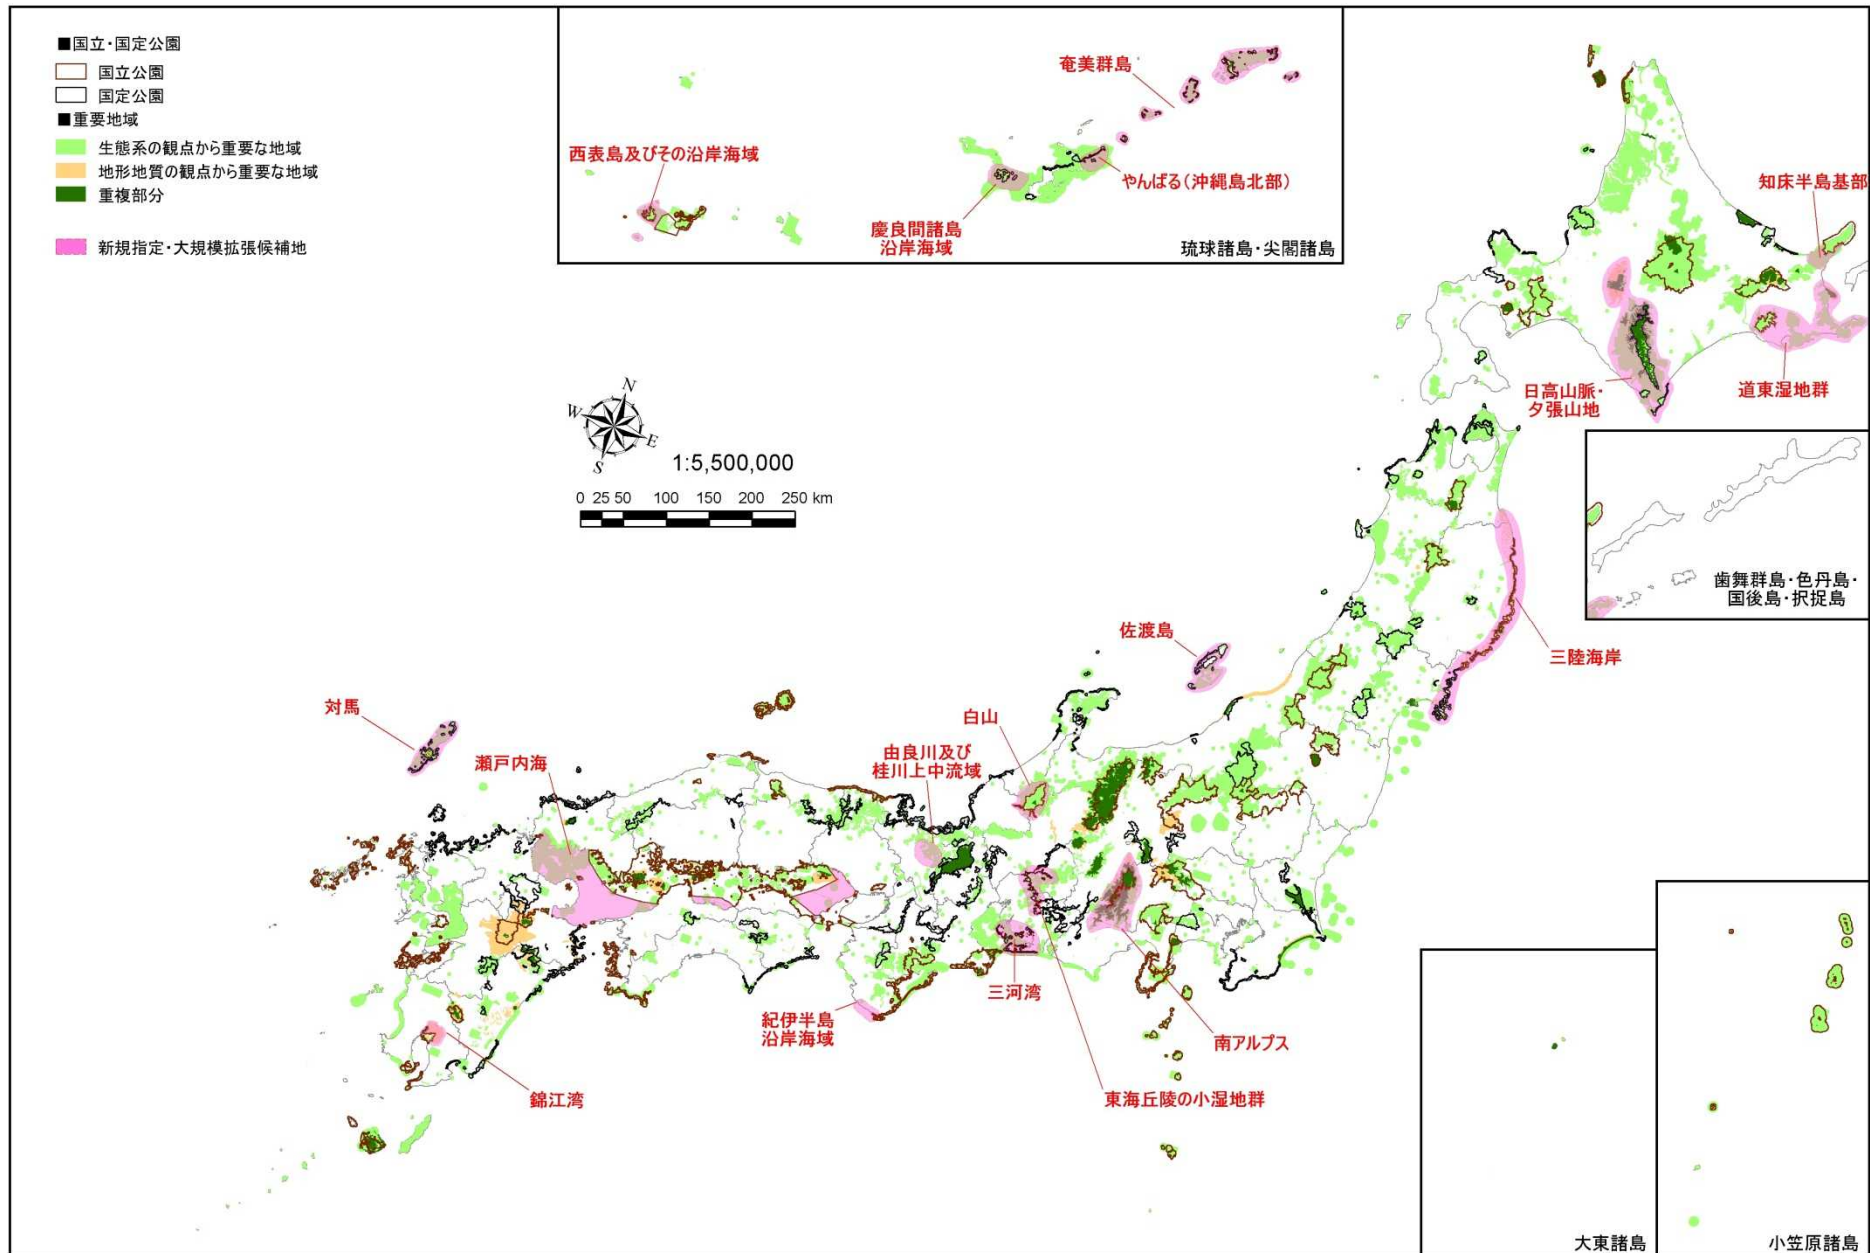 ■国立・国定公園
国立公園
国定公園
■重要地域
生態系の観点から重要な地域
地形地質の観点から重要な地域
重複部分
新規指定・大規模拡張候補地
奄美群島
西表島及びその沿岸海域
やんばる（沖縄島北部）
慶良間諸島
沿岸海域
琉球諸島・尖閣諸島
知床半島基部
日高山脈・
夕張山地
道東湿地群
N
W
E
S
1:5,500,000
0 25 50 100 150 200 250 km
歯舞群島・色丹島・
国後島・択捉島
佐渡島
三陸海岸
対馬
白山
瀬戸内海
由良川及び
桂川上中流域
三河湾
紀伊半島
沿岸海域
南アルプス
錦江湾
東海丘陵の小湿地群
大東諸島
小笠原諸島